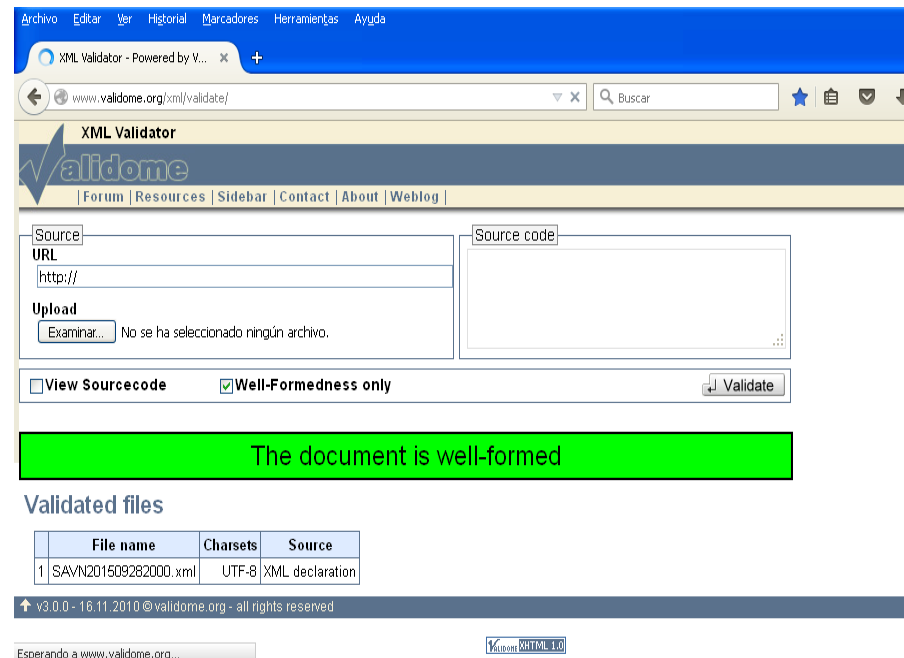 Archivo Editar Ver Historial Marcadores Herramientas Ayuda
XML Validator - Powered by V... × +
www.validome.org/xml/validate/
Buscar
XML Validator
Validome
|Forum |Resources |Sidebar |Contact |About |Weblog |
Source
URL
http://
Upload
Examinar... No se ha seleccionado ningún archivo.
Source code
View Sourcecode
Well-Formedness only
Validate
The document is well-formed
Validated files
File name Charsets Source
1 SAVN201509282000.xml UTF-8 XML declaration
v3.0.0 - 16.11.2010 © validome.org - all rights reserved
Validome XHTML 1.0
Esperando a www.validome.org...